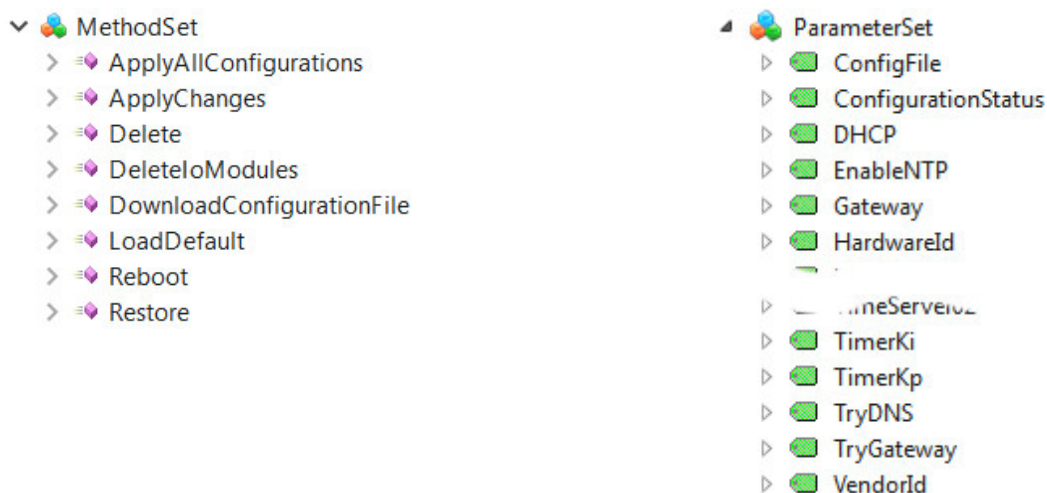 MethodSet
ApplyAllConfigurations
ApplyChanges
Delete
DeleteIoModules
DownloadConfigurationFile
LoadDefault
Reboot
Restore
ParameterSet
ConfigFile
ConfigurationStatus
DHCP
EnableNTP
Gateway
HardwareId
TimerKi
TimerKp
TryDNS
TryGateway
VendorId